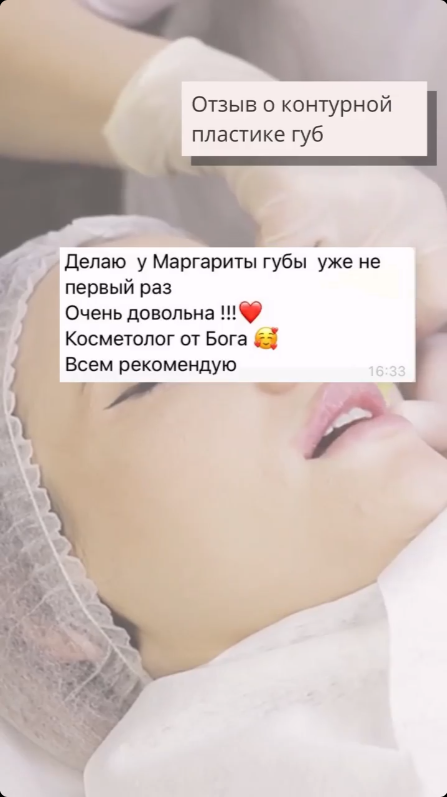 Отзыв о контурной
пластике губ
Делаю у Маргариты губы уже не
первый раз
Очень довольна !!!❤️
Косметолог от Бога 🥰
Всем рекомендую
16:33